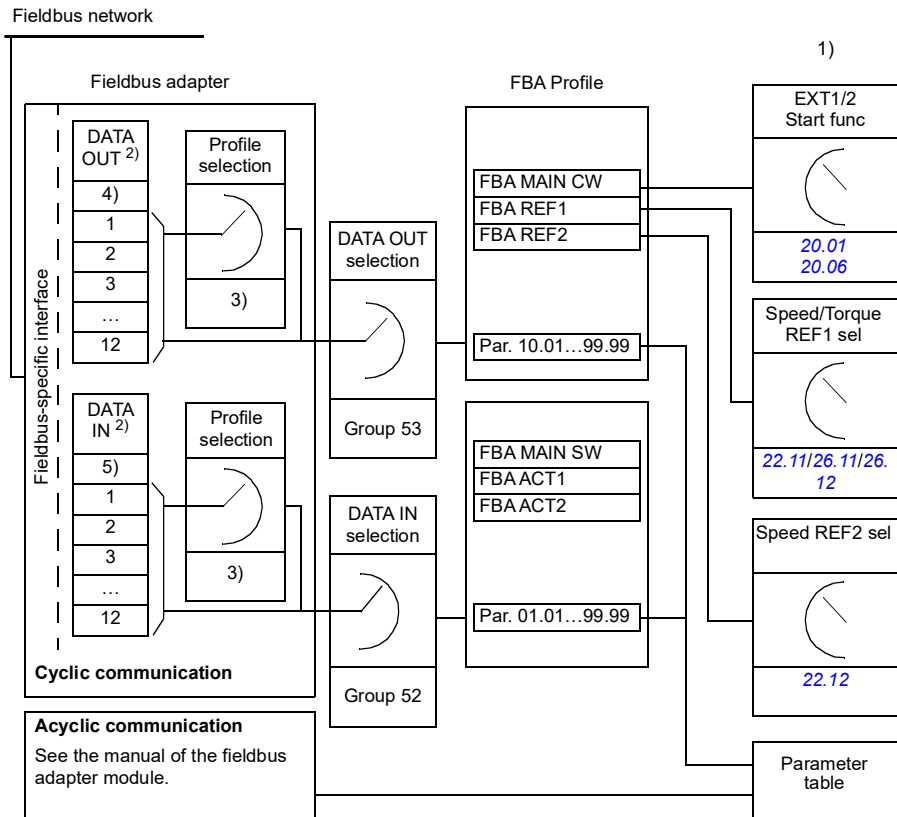 Fieldbus network
1)
Fieldbus adapter
FBA Profile
EXT1/2
Start func
20.01
20.06
Fieldbus-specific interface
DATA
OUT 2)
4)
1
2
3
...
12
Profile
selection
3)
DATA OUT
selection
Group 53
FBA MAIN CW
FBA REF1
FBA REF2
Par. 10.01…99.99
Speed/Torque
REF1 sel
22.11/26.11/26.
12
DATA
IN 2)
5)
1
2
3
...
12
Profile
selection
3)
DATA IN
selection
Group 52
FBA MAIN SW
FBA ACT1
FBA ACT2
Par. 01.01…99.99
Speed REF2 sel
22.12
Cyclic communication
Acyclic communication
See the manual of the fieldbus
adapter module.
Parameter
table